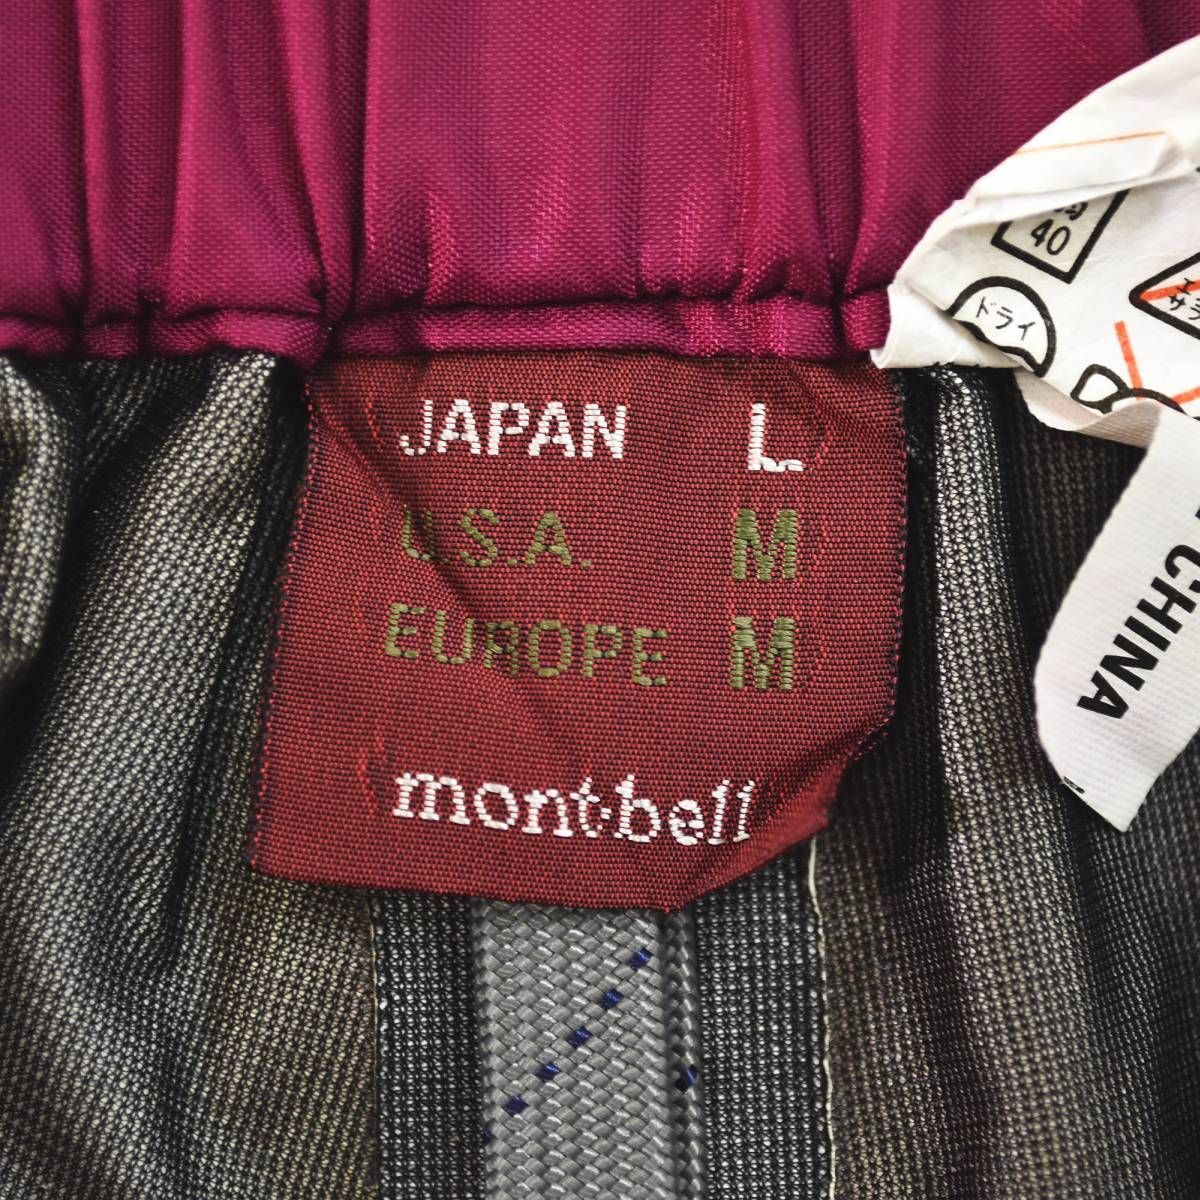 JAPAN L
U.S.A. M
EUROPE M
mont-bell
40
ドライ
CHINA